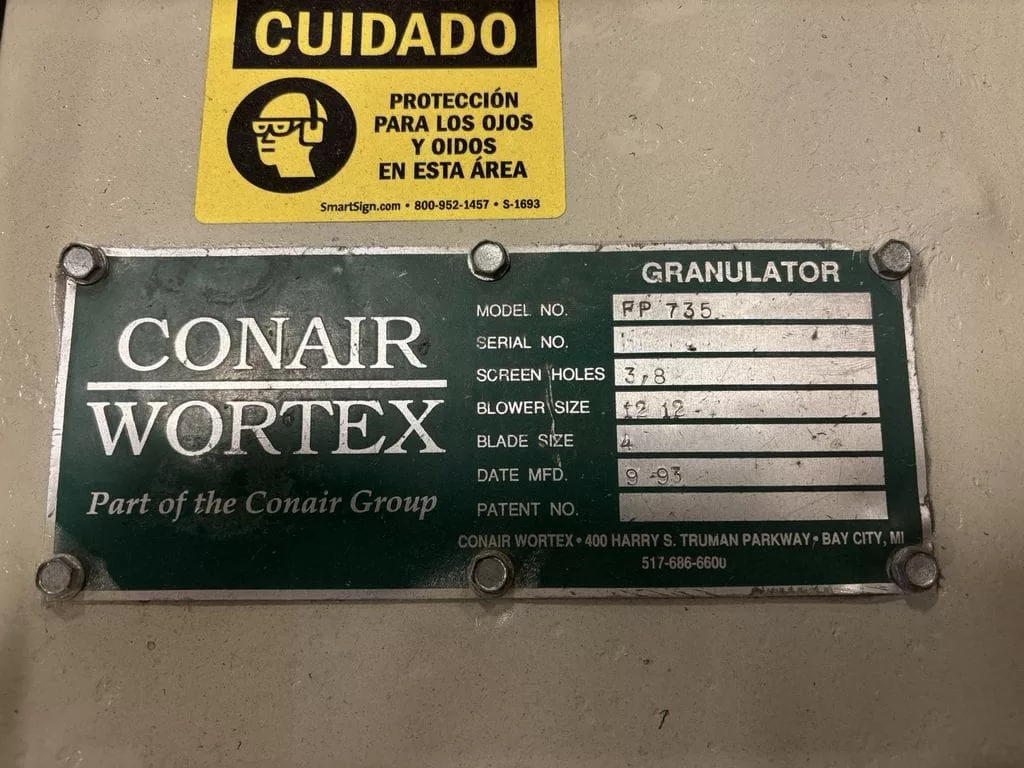 CUIDADO
PROTECCIÓN
PARA LOS OJOS
Y OIDOS
EN ESTA ÁREA
SmartSign.com • 800-952-1457 • S-1693
CONAIR
WORTEX
Part of the Conair Group
GRANULATOR
MODEL NO. FP 735
SERIAL NO.
SCREEN HOLES 3,8
BLOWER SIZE 12 12
BLADE SIZE 4
DATE MFD. 9 93
PATENT NO.
CONAIR WORTEX • 400 HARRY S. TRUMAN PARKWAY • BAY CITY, MI
517-686-6600